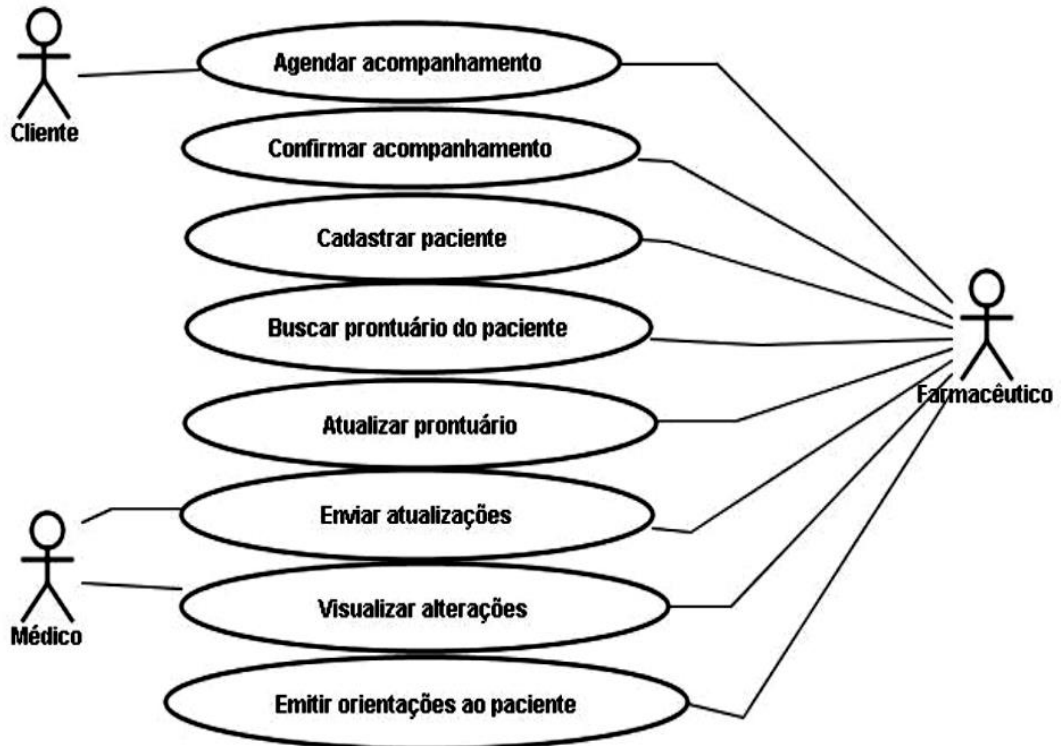 Agendar acompanhamento
Cliente
Confirmar acompanhamento
Cadastrar paciente
Buscar prontuário do paciente
Farmacêutico
Atualizar prontuário
Enviar atualizações
Visualizar alterações
Médico
Emitir orientações ao paciente